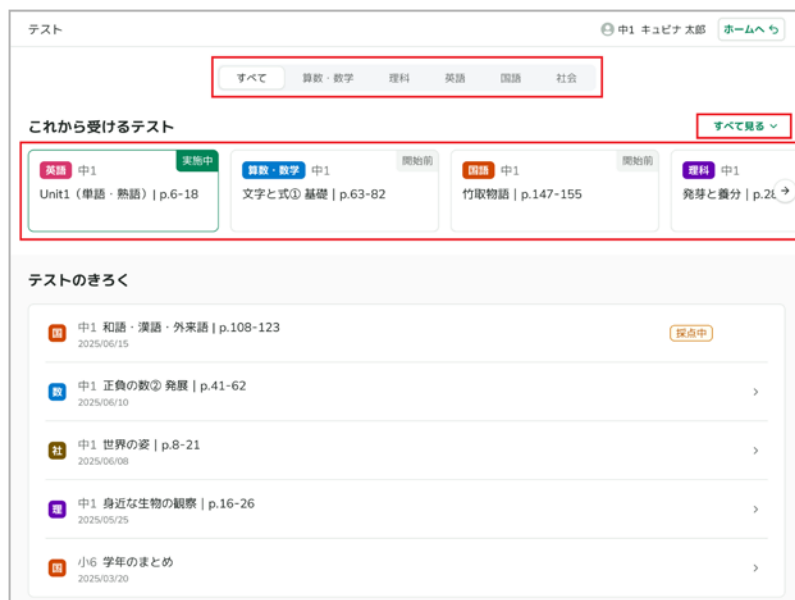 テスト
中1 キュビナ 太郎
ホームへ
すべて 算数・数学 理科 英語 国語 社会
これから受けるテスト
すべて見る
英語 中1 実施中
Unit1（単語・熟語）| p.6-18
算数・数学 中1 開始前
文字と式① 基礎 | p.63-82
国語 中1 開始前
竹取物語 | p.147-155
理科 中1
発芽と養分 | p.28
テストのきろく
国 中1 和語・漢語・外来語 | p.108-123
2025/06/15
採点中
数 中1 正負の数② 発展 | p.41-62
2025/06/10
社 中1 世界の姿 | p.8-21
2025/06/08
理 中1 身近な生物の観察 | p.16-26
2025/05/25
国 小6 学年のまとめ
2025/03/20